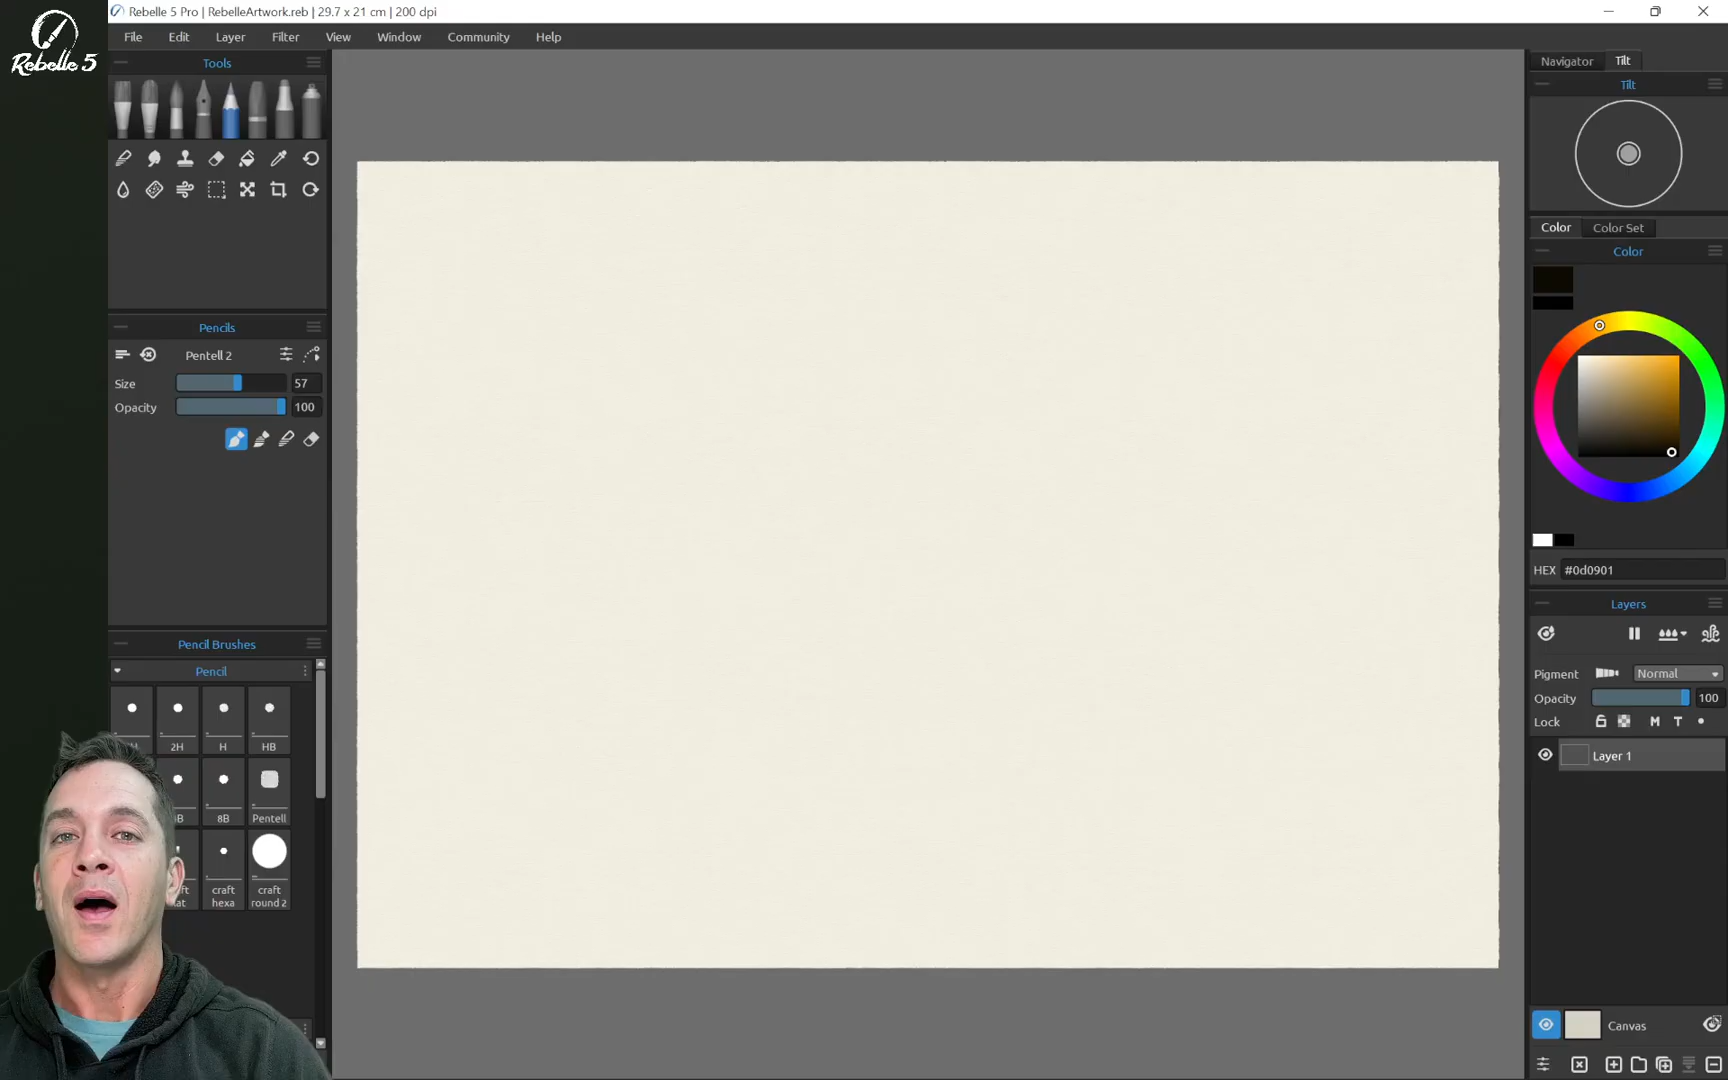 Rebelle 5 Pro | RebelleArtwork.reb | 29.7 x 21 cm | 200 dpi
Rebelle 5
File Edit Layer Filter View Window Community Help
Tools
Navigator Tilt
Tilt
Color Color Set
Color
Pencils
Pentell 2
Size 57
Opacity 100
HEX #0d0901
Layers
Pencil Brushes
Pencil
Pigment Normal
Opacity 100
Lock M T
2H H HB
Layer 1
8B Pentell
craft hexa
craft round 2
Canvas